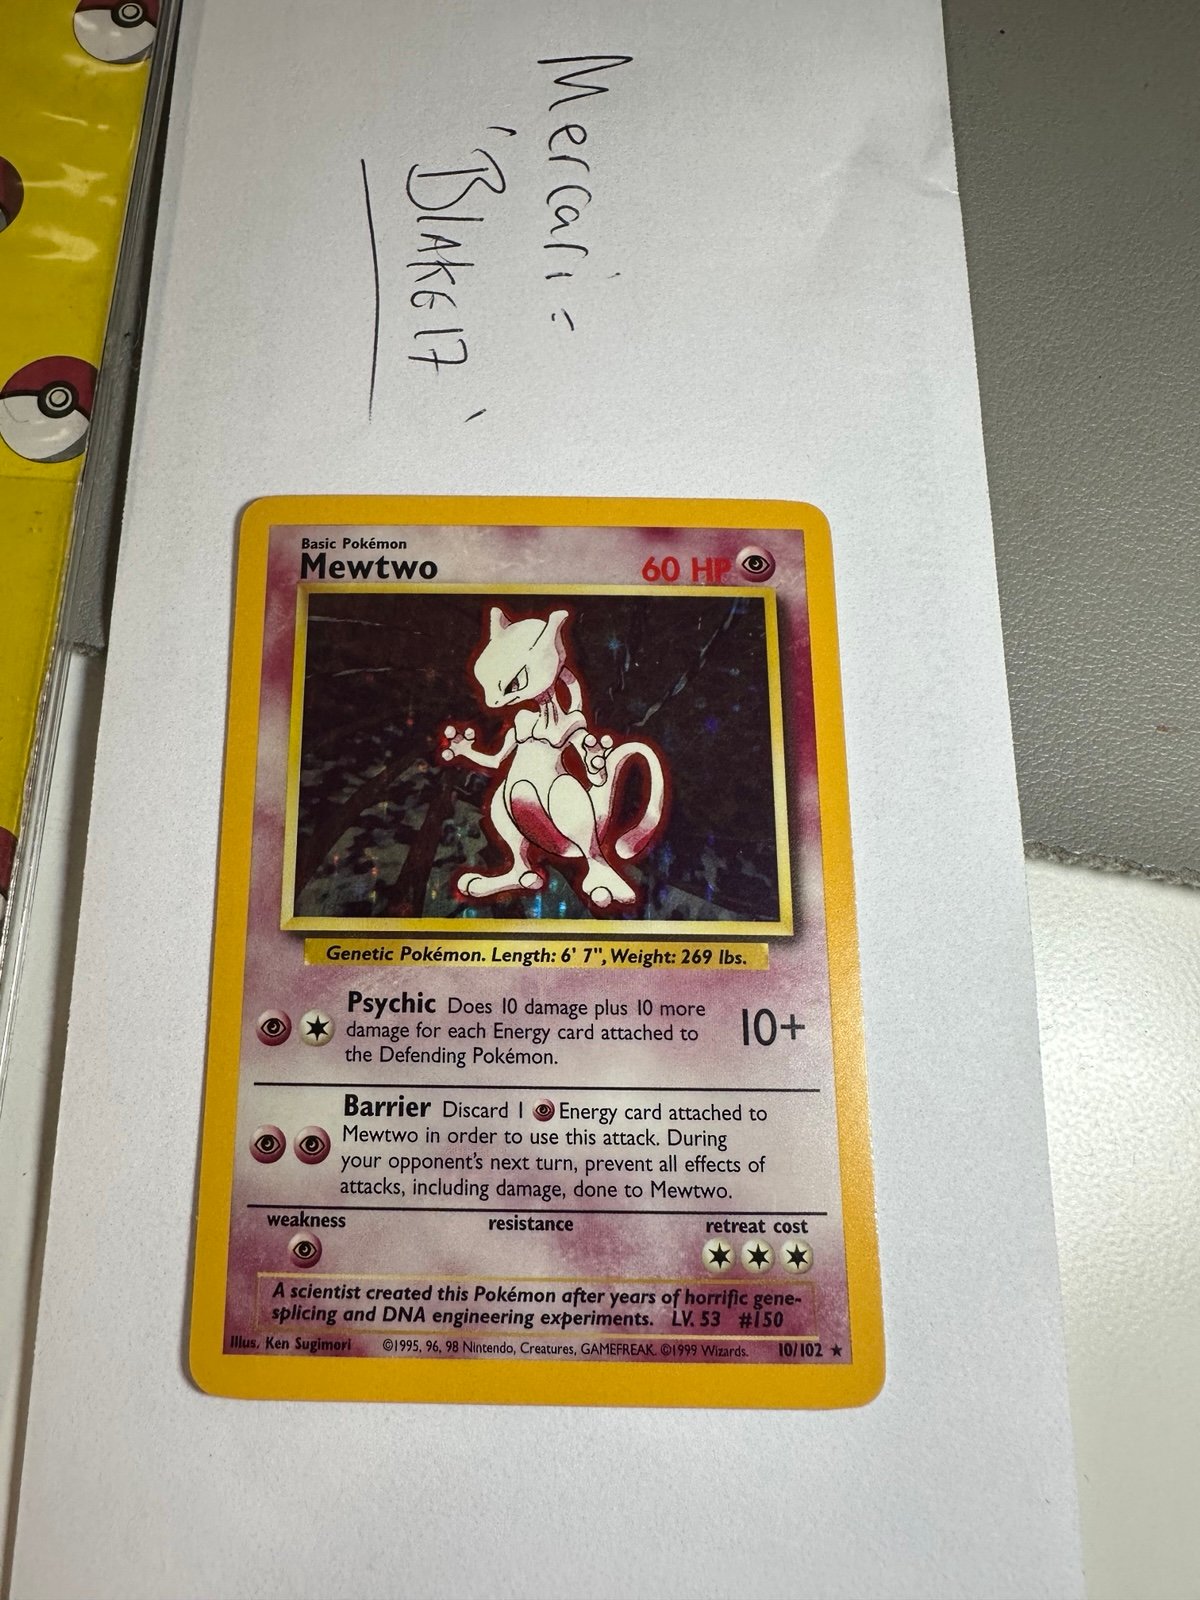 Mercari:
'BLAKE17'
Basic Pokémon
Mewtwo 60 HP
Genetic Pokémon. Length: 6' 7", Weight: 269 lbs.
Psychic Does 10 damage plus 10 more
damage for each Energy card attached to
the Defending Pokémon.
10+
Barrier Discard 1 Energy card attached to
Mewtwo in order to use this attack. During
your opponent's next turn, prevent all effects of
attacks, including damage, done to Mewtwo.
weakness resistance retreat cost
A scientist created this Pokémon after years of horrific gene-
splicing and DNA engineering experiments. LV. 53 #150
Illus. Ken Sugimori ©1995, 96, 98 Nintendo, Creatures, GAMEFREAK. ©1999 Wizards. 10/102 ★